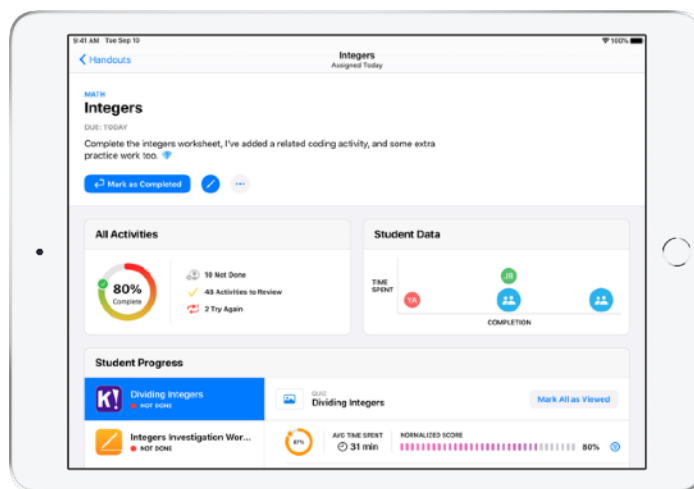 9:41 AM Tue Sep 10
100%
Handouts
Integers
Assigned Today
MATH
Integers
DUE: TODAY
Complete the integers worksheet, I've added a related coding activity, and some extra
practice work too.
Mark as Completed
All Activities
80%
Complete
10 Not Done
48 Activities to Review
2 Try Again
Student Data
TIME
SPENT
YA
JB
COMPLETION
Student Progress
K!
Dividing Integers
NOT DONE
QUIZ
Dividing Integers
Mark All as Viewed
Integers Investigation Wor...
NOT DONE
87%
AVG TIME SPENT
31 min
NORMALIZED SCORE
80%